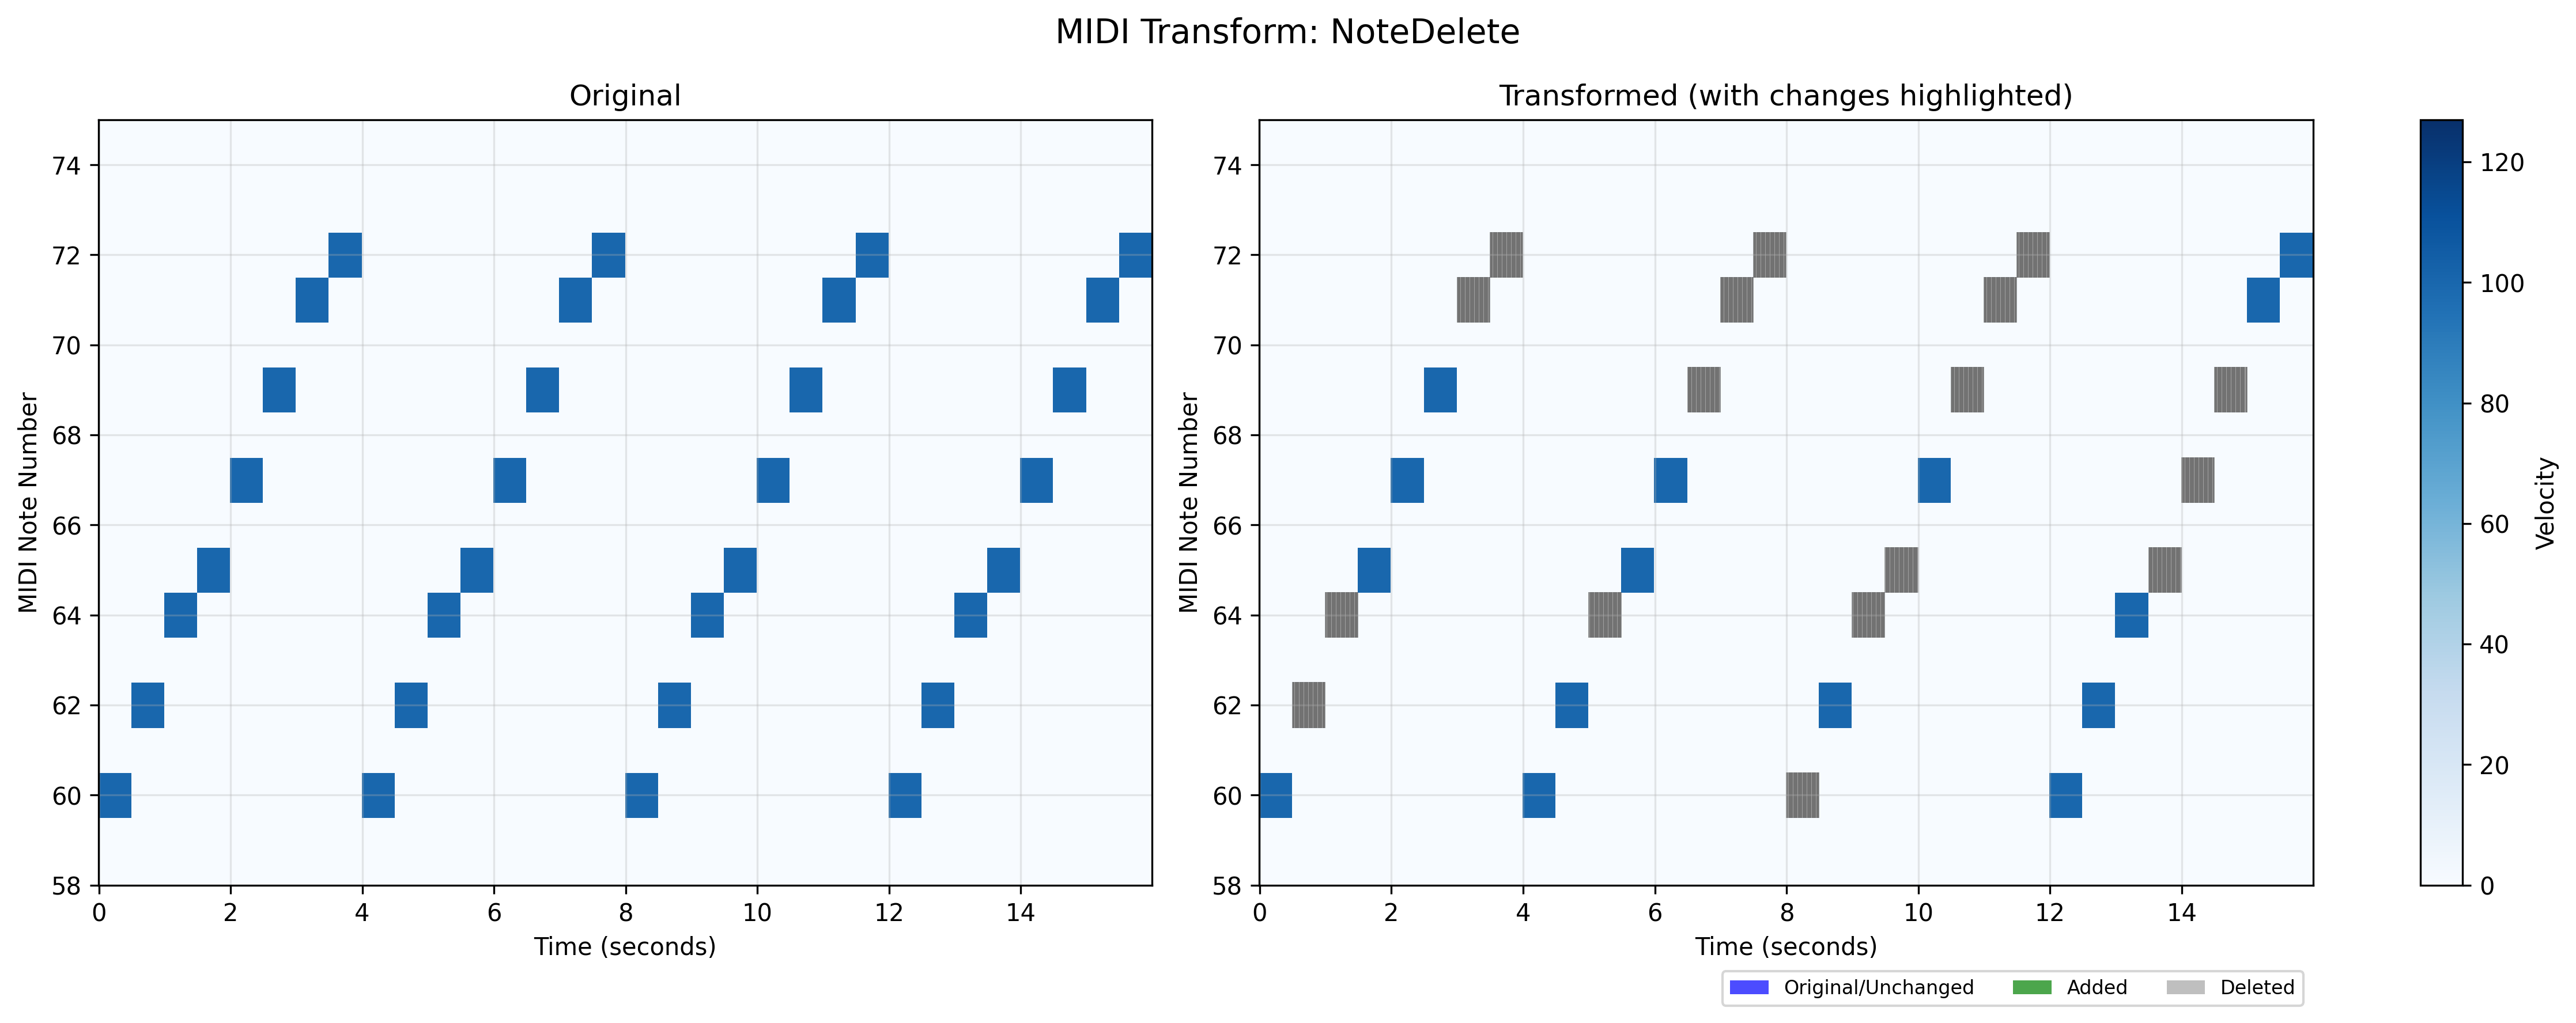 MIDI Transform: NoteDelete
Original
MIDI Note Number
74
72
70
68
66
64
62
60
58
0 2 4 6 8 10 12 14
Time (seconds)
Transformed (with changes highlighted)
MIDI Note Number
74
72
70
68
66
64
62
60
58
0 2 4 6 8 10 12 14
Time (seconds)
Original/Unchanged Added Deleted
120
100
80
60
40
20
0
Velocity